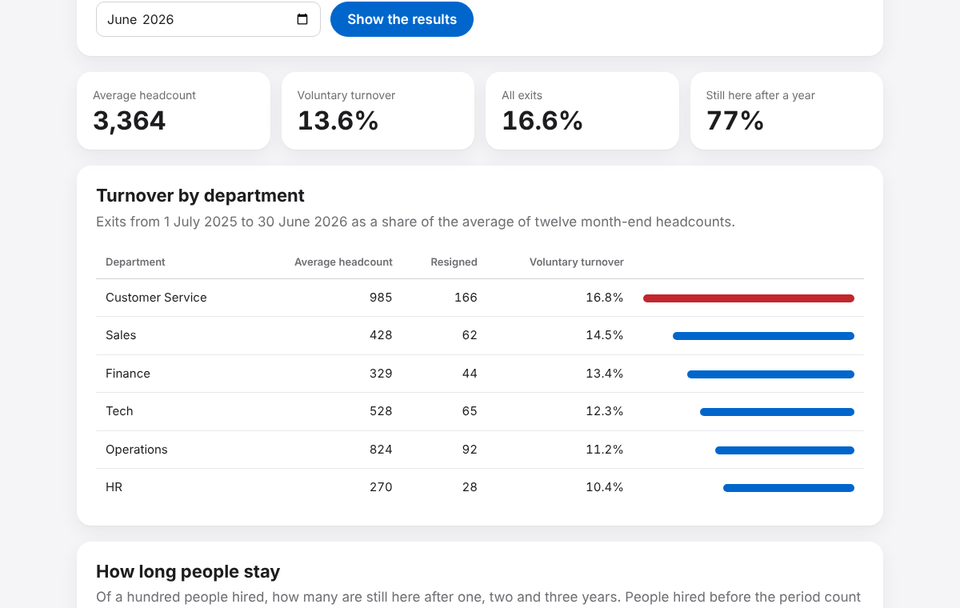 June 2026
Show the results
Average headcount
3,364
Voluntary turnover
13.6%
All exits
16.6%
Still here after a year
77%
Turnover by department
Exits from 1 July 2025 to 30 June 2026 as a share of the average of twelve month-end headcounts.
Department Average headcount Resigned Voluntary turnover
Customer Service 985 166 16.8%
Sales 428 62 14.5%
Finance 329 44 13.4%
Tech 528 65 12.3%
Operations 824 92 11.2%
HR 270 28 10.4%
How long people stay
Of a hundred people hired, how many are still here after one, two and three years. People hired before the period count